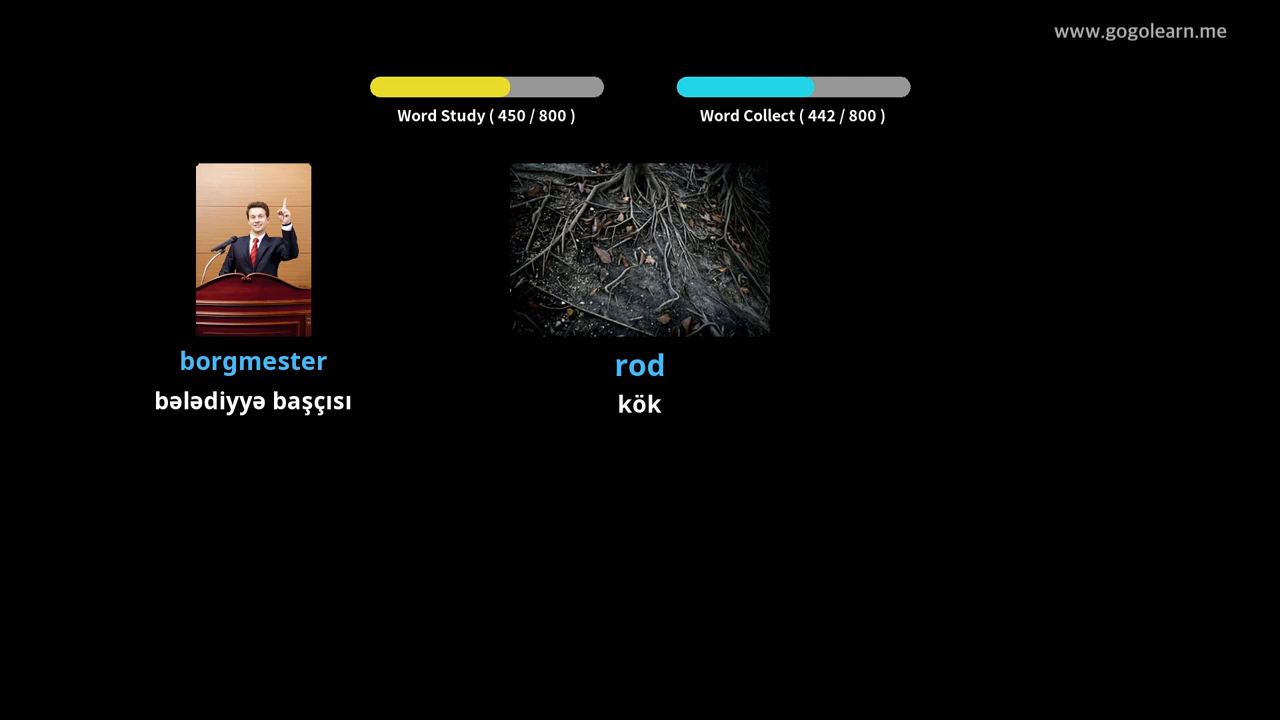 www.gogolearn.me
Word Study ( 450 / 800 )
Word Collect ( 442 / 800 )
borgmester
bələdiyyə başçısı
rod
kök